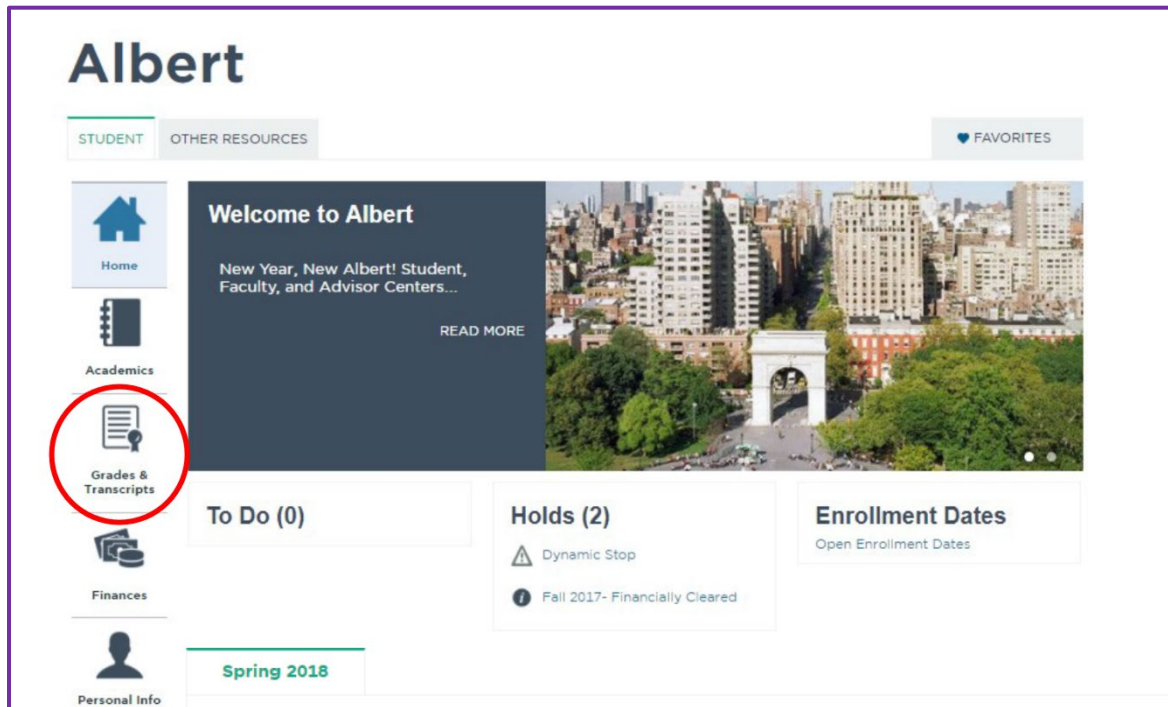 Albert
STUDENT
OTHER RESOURCES
FAVORITES
Home
Academics
Grades &
Transcripts
Finances
Personal Info
Welcome to Albert
New Year, New Albert! Student,
Faculty, and Advisor Centers...
READ MORE
To Do (0)
Holds (2)
Dynamic Stop
Fall 2017- Financially Cleared
Enrollment Dates
Open Enrollment Dates
Spring 2018